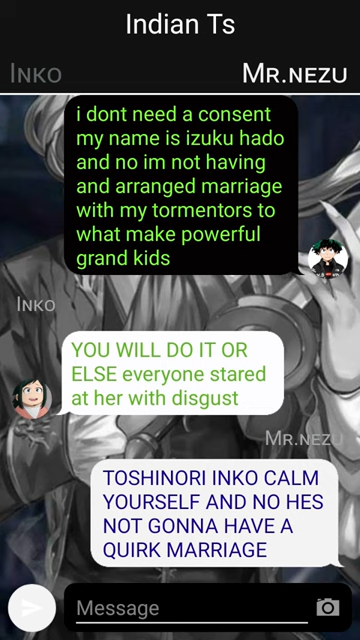 Indian Ts
Inko
Mr.nezu
i dont need a consent
my name is izuku hado
and no im not having
and arranged marriage
with my tormentors to
what make powerful
grand kids
Inko
YOU WILL DO IT OR
ELSE everyone stared
at her with disgust
Mr.nezu
TOSHINORI INKO CALM
YOURSELF AND NO HES
NOT GONNA HAVE A
QUIRK MARRIAGE
Message